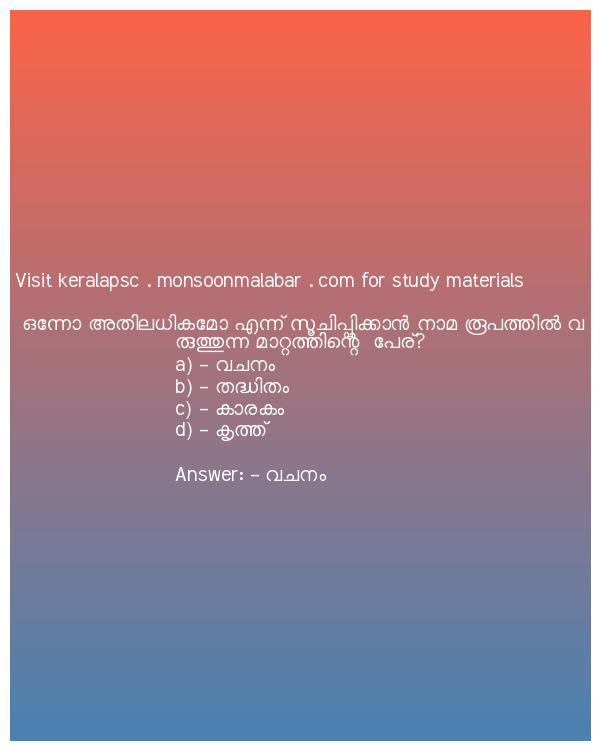 Visit keralapsc . monsoonmalabar . com for study materials
ഒന്നോ അതിലധികമോ എന്ന് സൂചിപ്പിക്കാൻ നാമ രൂപത്തിൽ വ
രുത്തുന്ന മാറ്റത്തിന്റെ പേര്?
a) – വചനം
b) – തദ്ധിതം
c) – കാരകം
d) – കൃത്ത്
Answer: – വചനം